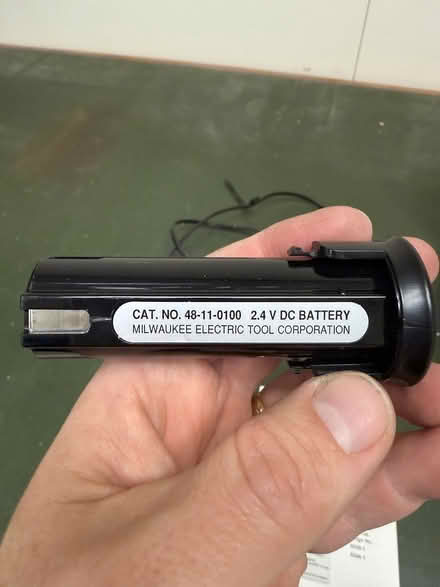 CAT. NO. 48-11-0100 2.4 V DC BATTERY
MILWAUKEE ELECTRIC TOOL CORPORATION